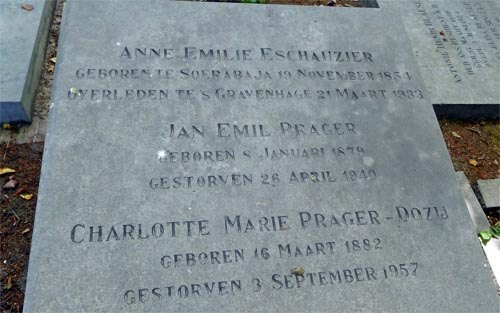 ANNE EMILIE ESCHAUZIER
GEBOREN TE SOERABAJA 19 NOVEMBER 1854
OVERLEDEN TE 'S GRAVENHAGE 21 MAART 1933
JAN EMIL PRAGER
GEBOREN 8 JANUARI 1879
GESTORVEN 26 APRIL 1940
CHARLOTTE MARIE PRAGER-DOZIJ
GEBOREN 16 MAART 1882
GESTORVEN 3 SEPTEMBER 1957